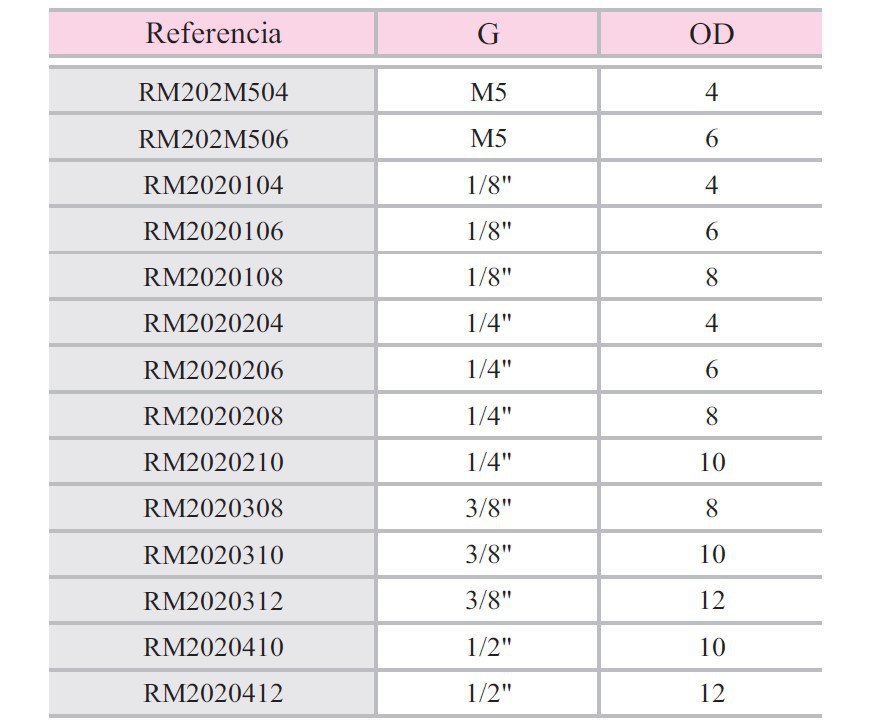 Referencia G OD
RM202M504 M5 4
RM202M506 M5 6
RM2020104 1/8" 4
RM2020106 1/8" 6
RM2020108 1/8" 8
RM2020204 1/4" 4
RM2020206 1/4" 6
RM2020208 1/4" 8
RM2020210 1/4" 10
RM2020308 3/8" 8
RM2020310 3/8" 10
RM2020312 3/8" 12
RM2020410 1/2" 10
RM2020412 1/2" 12